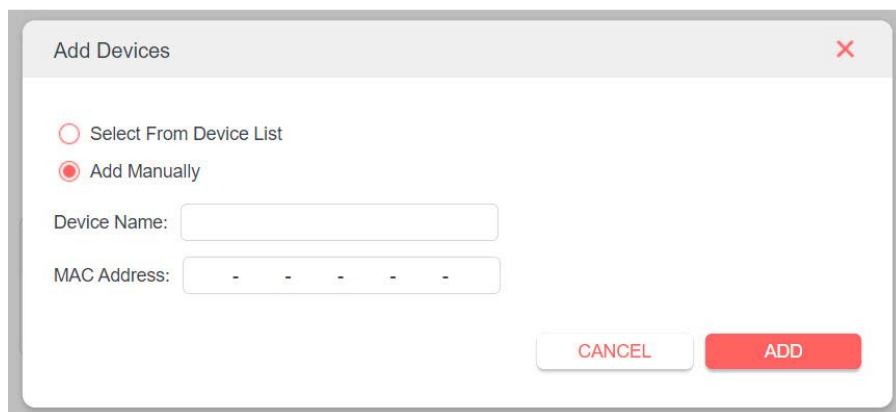 Add Devices
Select From Device List
Add Manually
Device Name:
MAC Address: - - - - -
CANCEL ADD